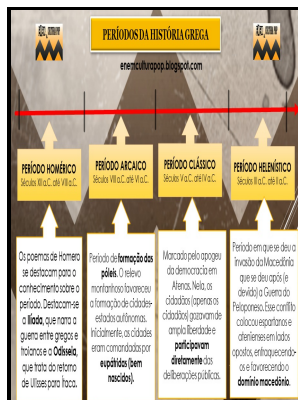 PERÍODOS DA HISTÓRIA GREGA
enemculturapop.blogspot.com
PERÍODO HOMÉRICO
Séculos XII a.C. até VIII a.C.
PERÍODO ARCAICO
Séculos VIII a.C. até VI a.C.
PERÍODO CLÁSSICO
Séculos V a.C. até IV a.C.
PERÍODO HELENÍSTICO
Séculos III a.C. até II a.C.
Os poemas de Homero
se destacam para o
conhecimento sobre o
período. Destacam-se
a Ilíada, que narra a
guerra entre gregos e
troianos e a Odisseia,
que trata do retorno
de Ulisses para Ítaca.
Período de formação das
póleis. O relevo
montanhoso favoreceu
a formação de cidades-
estados autônomas.
Inicialmente, as cidades
eram comandadas por
eupátridas (bem
nascidos).
Marcado pelo apogeu
da democracia em
Atenas. Nela, os
cidadãos (apenas os
cidadãos) gozavam de
ampla liberdade e
participavam
diretamente das
deliberações públicas.
Período em que se deu a
invasão da Macedônia
que se deu após (e
devido) a Guerra do
Peloponeso. Esse conflito
colocou espartanos e
atenienses em lados
opostos, enfraquecendo-
os e favorecendo o
domínio macedônio.